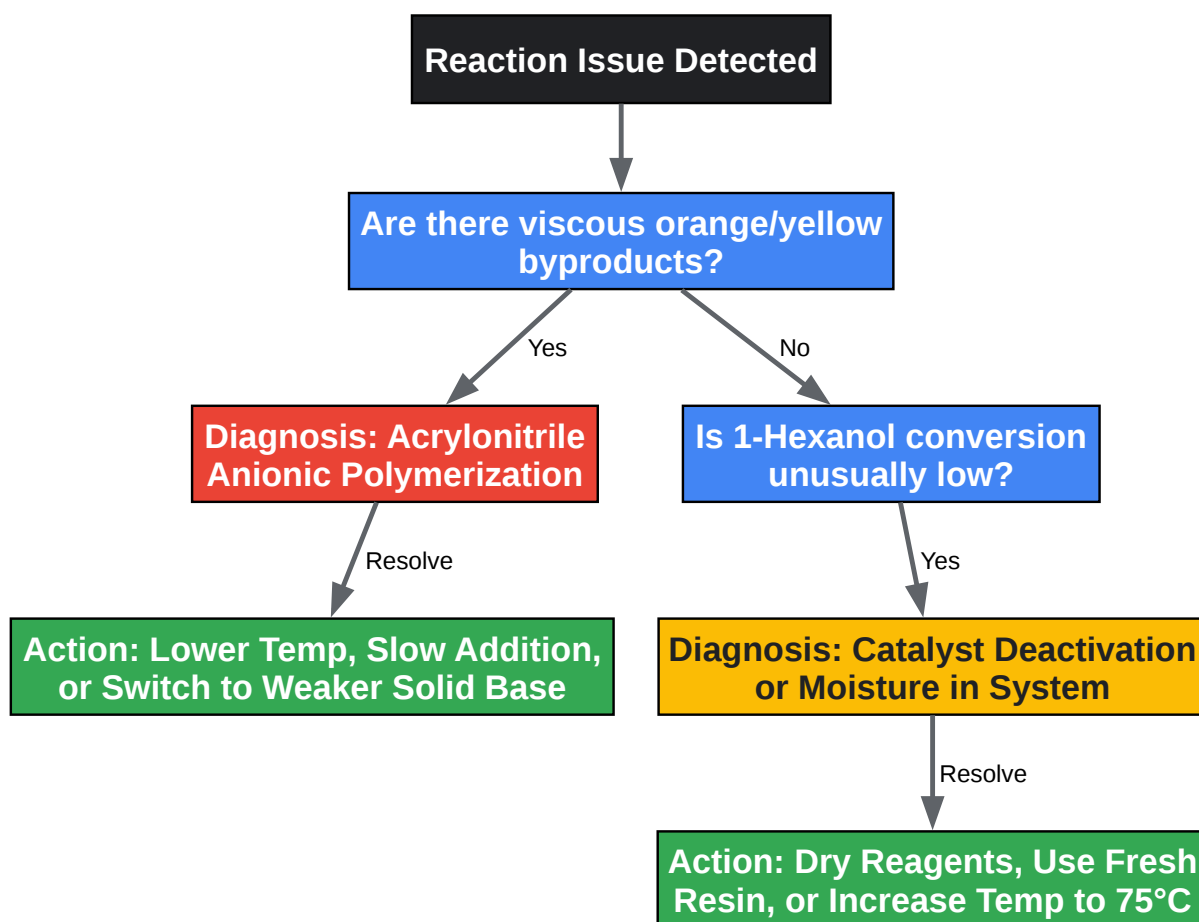 Reaction Issue Detected
Are there viscous orange/yellow
byproducts?
Yes
No
Diagnosis: Acrylonitrile
Anionic Polymerization
Is 1-Hexanol conversion
unusually low?
Resolve
Yes
Action: Lower Temp, Slow Addition,
or Switch to Weaker Solid Base
Diagnosis: Catalyst Deactivation
or Moisture in System
Resolve
Action: Dry Reagents, Use Fresh
Resin, or Increase Temp to 75°C